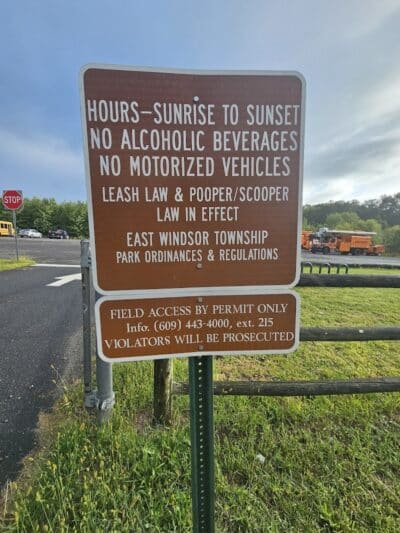 HOURS–SUNRISE TO SUNSET
NO ALCOHOLIC BEVERAGES
NO MOTORIZED VEHICLES
LEASH LAW & POOPER/SCOOPER
LAW IN EFFECT
EAST WINDSOR TOWNSHIP
PARK ORDINANCES & REGULATIONS
FIELD ACCESS BY PERMIT ONLY
Info. (609) 443-4000, ext. 215
VIOLATORS WILL BE PROSECUTED
STOP